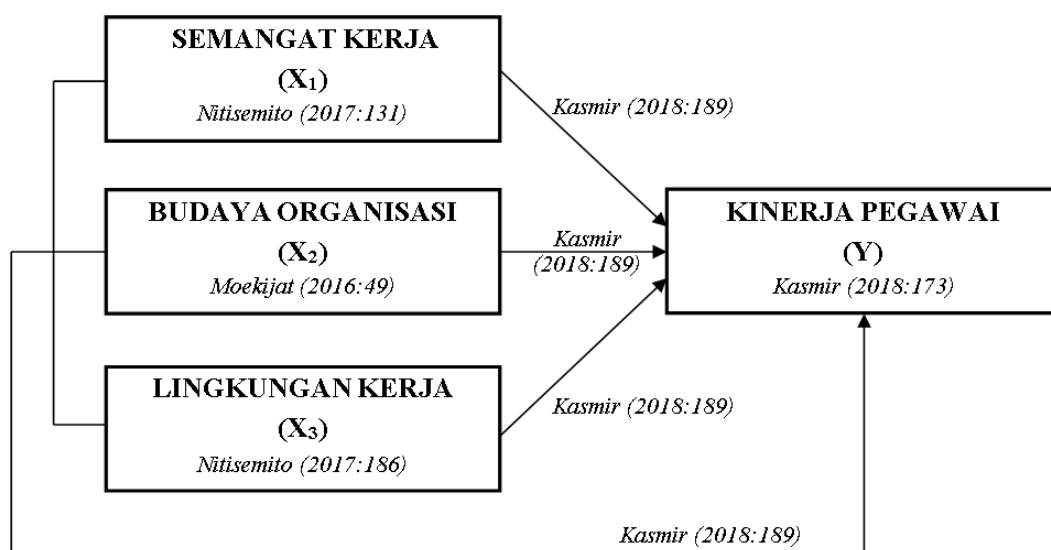 SEMANGAT KERJA
(X₁)
Nitisemito (2017:131)
Kasmir (2018:189)
BUDAYA ORGANISASI
(X₂)
Moekijat (2016:49)
Kasmir
(2018:189)
KINERJA PEGAWAI
(Y)
Kasmir (2018:173)
LINGKUNGAN KERJA
(X₃)
Nitisemito (2017:186)
Kasmir (2018:189)
Kasmir (2018:189)